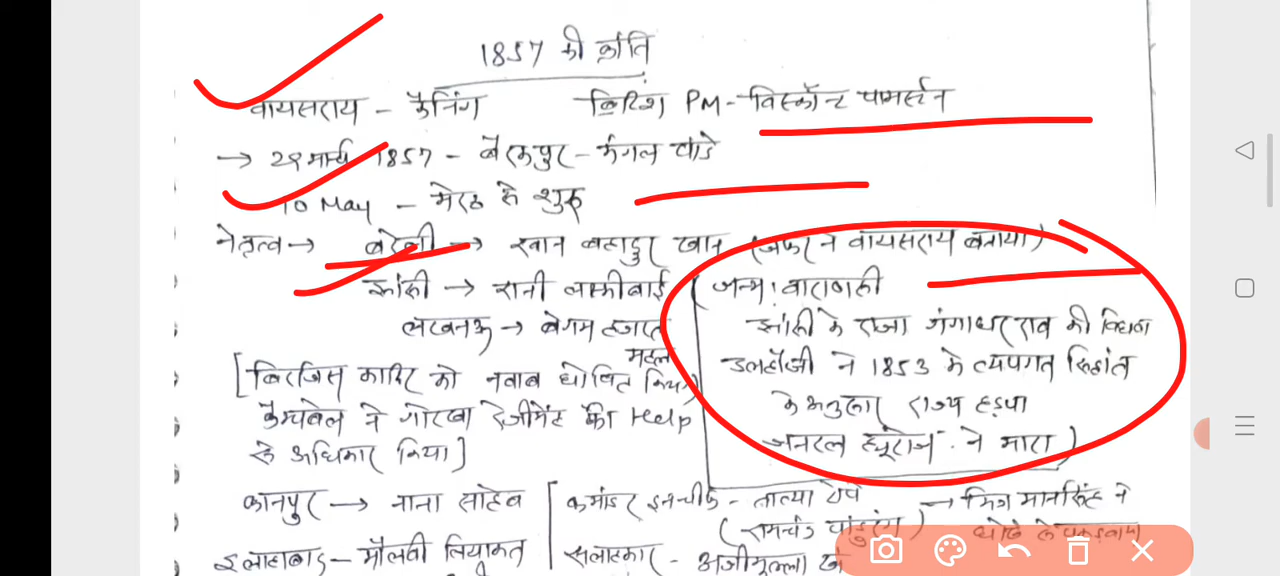 1857 की क्रांति
वायसराय - कैनिंग ब्रिटिश PM - विस्कॉन्ट पामर्स्टन
→ 29 मार्च 1857 - बैरकपुर - मंगल पांडे
10 May - मेरठ से शुरू
नेतृत्व → बरेली → खान बहादुर खान (जफर ने वायसराय बनाया)
झांसी → रानी लक्ष्मीबाई (जन्म: वाराणसी
झांसी के राजा गंगाधर राव की विधवा
डलहौजी ने 1853 में व्यपगत सिद्धांत
के अनुसार राज्य हड़पा
जनरल ह्यूरोज ने मारा)
लखनऊ → बेगम हजरत महल
[बिरजिस कादिर को नवाब घोषित किया
कैम्पबेल ने गोरखा रेजीमेंट की Help
से अधिकार किया]
कानपुर → नाना साहेब [कमांडर इन चीफ - तात्या टोपे
(रामचंद्र पांडुरंग) → मित्र मानसिंह ने
धोखे से पकड़वाया
इलाहाबाद - मौलवी लियाकत सलाहकार - अजीमुल्ला खां